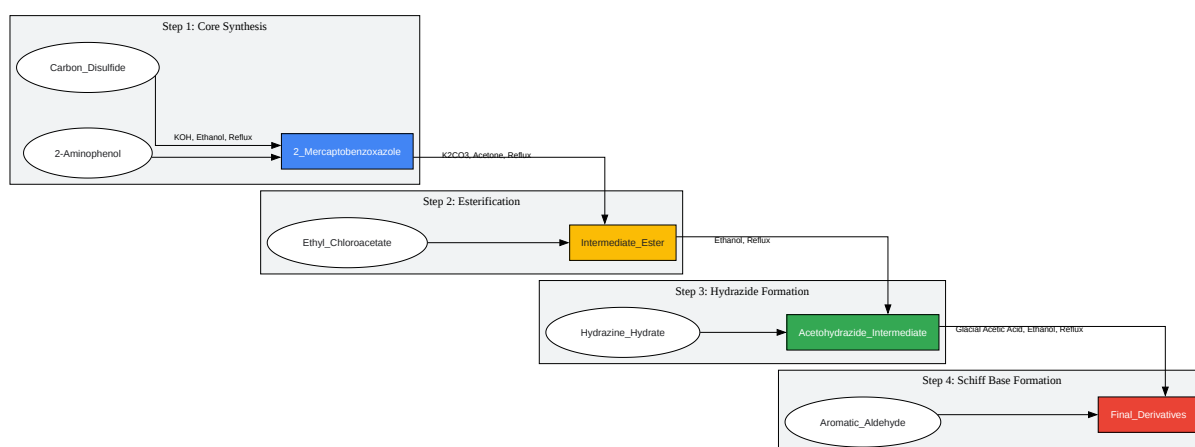 Step 1: Core Synthesis
Carbon_Disulfide
KOH, Ethanol, Reflux
2-Aminophenol
2_Mercaptobenzoxazole
K2CO3, Acetone, Reflux
Step 2: Esterification
Ethyl_Chloroacetate
Intermediate_Ester
Ethanol, Reflux
Step 3: Hydrazide Formation
Hydrazine_Hydrate
Acetohydrazide_Intermediate
Glacial Acetic Acid, Ethanol, Reflux
Step 4: Schiff Base Formation
Aromatic_Aldehyde
Final_Derivatives